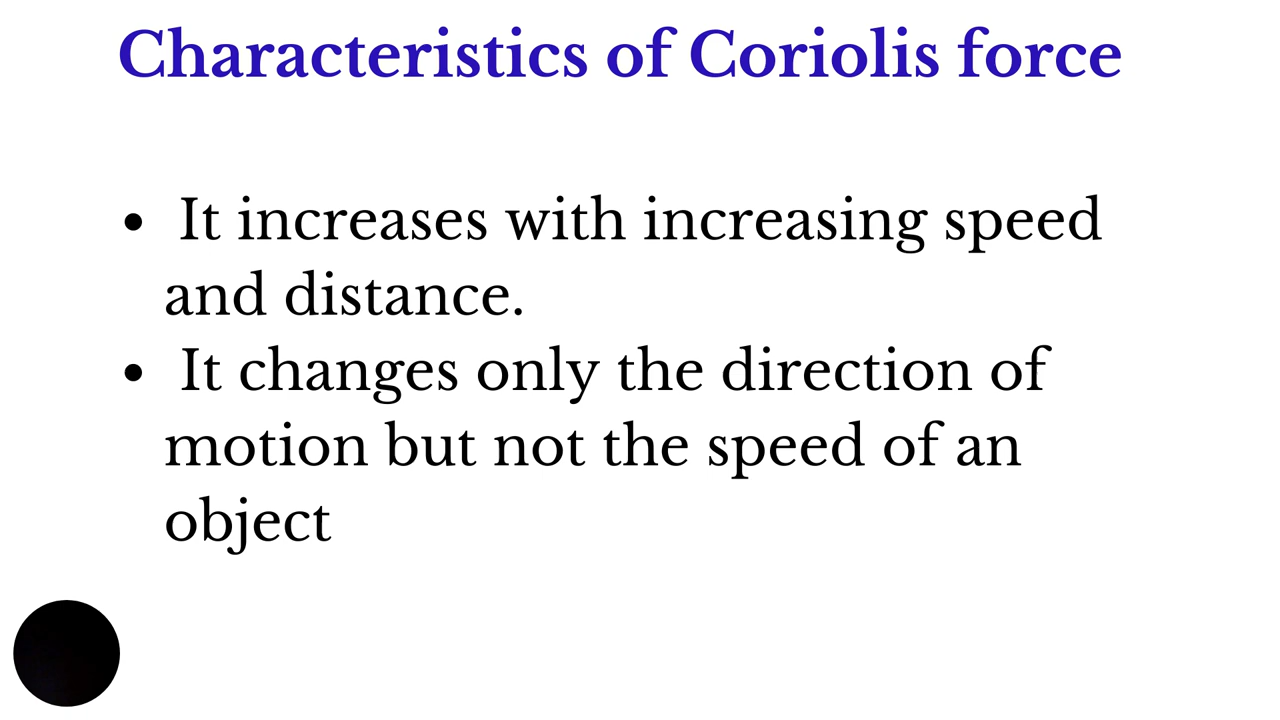 Characteristics of Coriolis force
• It increases with increasing speed
and distance.
• It changes only the direction of
motion but not the speed of an
object